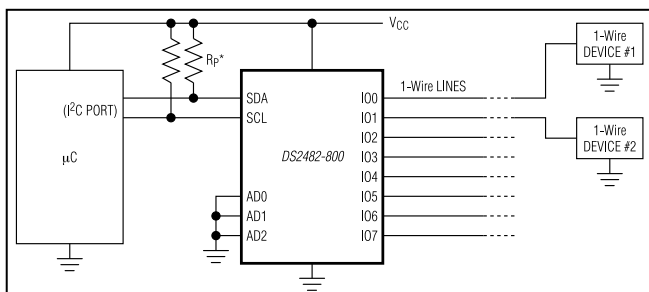 VCC
RP*
(I2C PORT)
μC
SDA
SCL
AD0
AD1
AD2
DS2482-800
IO0
IO1
IO2
IO3
IO4
IO5
IO6
IO7
1-Wire LINES
1-Wire
DEVICE #1
1-Wire
DEVICE #2